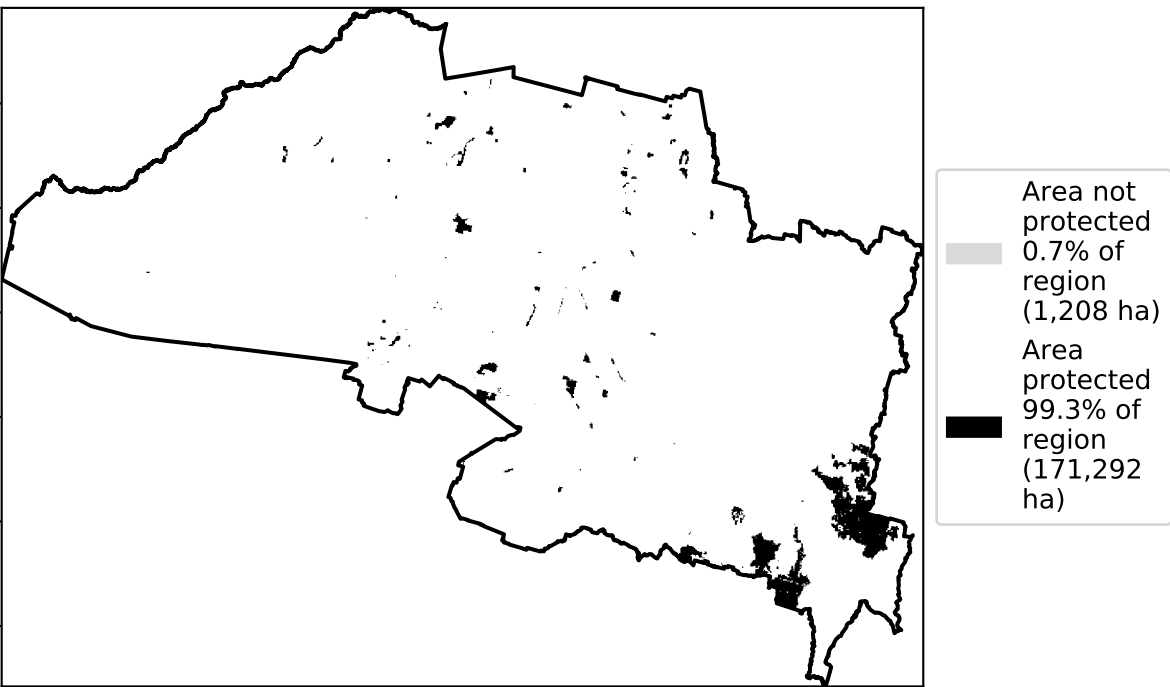 Area not
protected
0.7% of
region
(1,208 ha)
Area
protected
99.3% of
region
(171,292
ha)